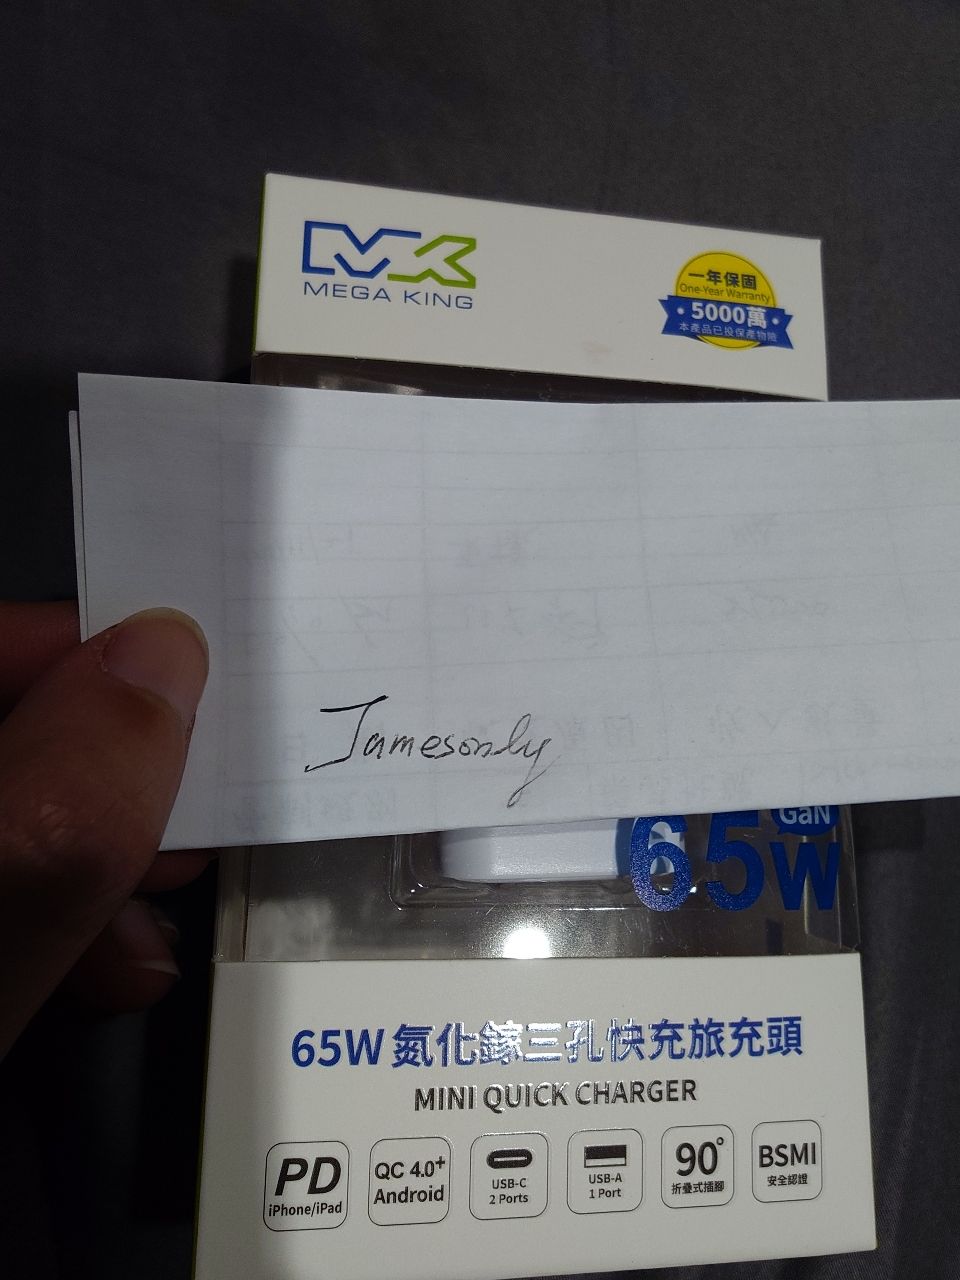 MK
MEGA KING
一年保固
One-Year Warranty
5000萬
本產品已投保產物險
Jamesonly
GaN
65W
65W氮化鎵三孔快充旅充頭
MINI QUICK CHARGER
PD
iPhone/iPad
QC 4.0+
Android
USB-C
2 Ports
USB-A
1 Port
90°
折疊式插腳
BSMI
安全認證